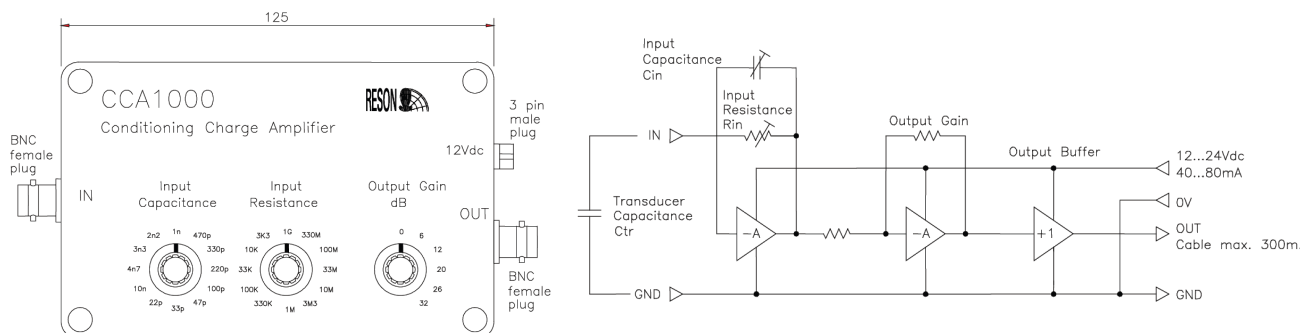 125
CCA1000
RESON
Conditioning Charge Amplifier
3 pin
male
plug
BNC
female
plug
12Vdc
IN
Input
Capacitance
Input
Resistance
Output Gain
dB
OUT
2n2 1n 470p
3n3 330p
4n7 220p
10n 100p
22p 33p 47p
3K3 1G 330M
10K 100M
33K 33M
100K 10M
330K 1M 3M3
0 6
12
20
26
32
BNC
female
plug
Input
Capacitance
Cin
Input
Resistance
Rin
IN
Transducer
Capacitance
Ctr
GND
Output Gain
Output Buffer
-A
-A
+1
12...24Vdc
40...80mA
0V
OUT
Cable max. 300m
GND